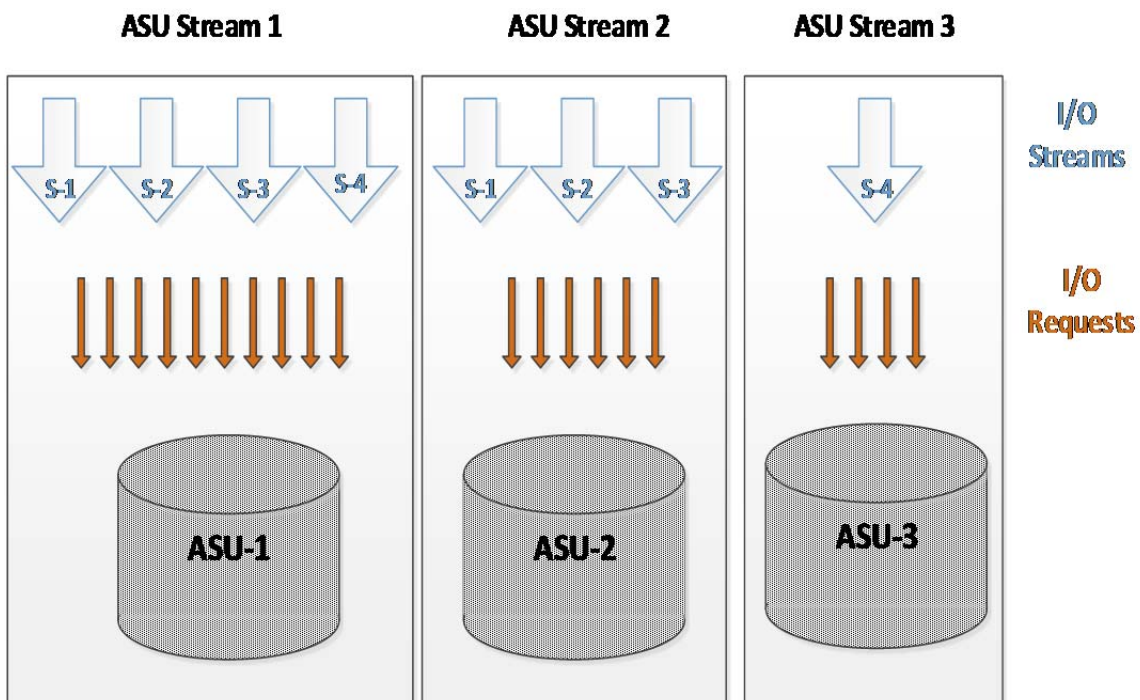 ASU Stream 1
ASU Stream 2
ASU Stream 3
S-1
S-2
S-3
S-4
S-1
S-2
S-3
S-4
I/O
Streams
I/O
Requests
ASU-1
ASU-2
ASU-3